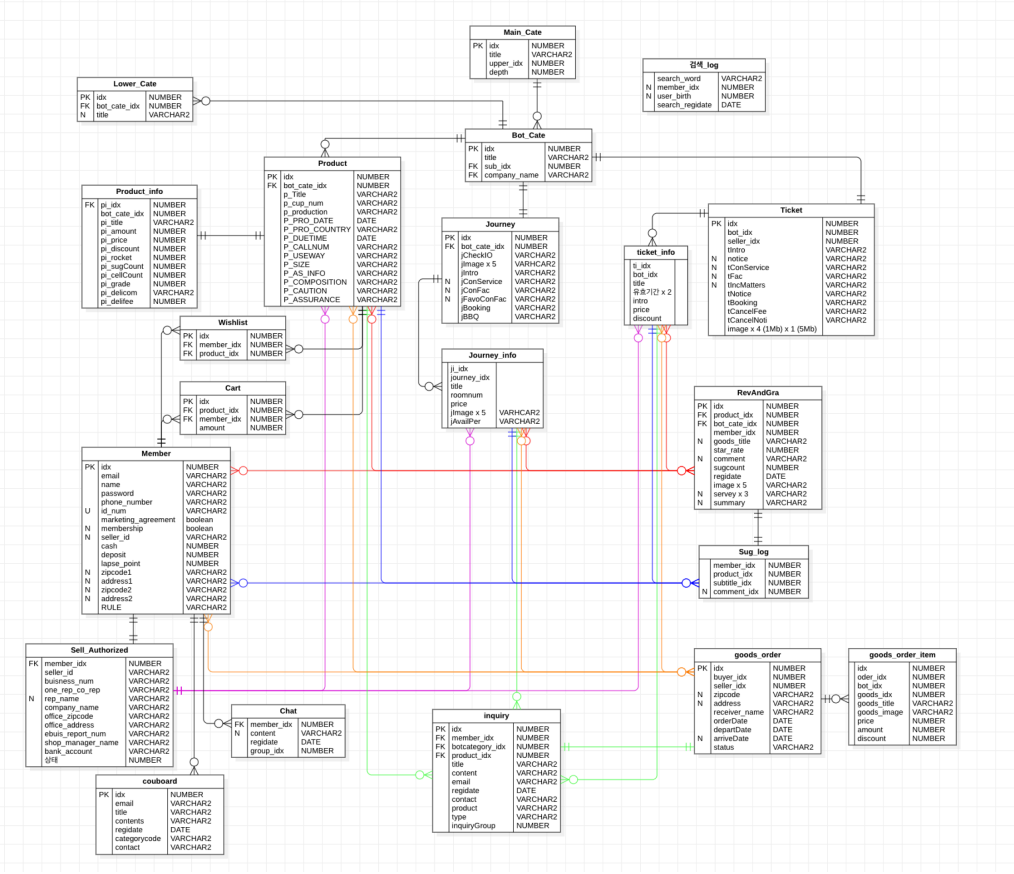 Main_Cate
PK idx NUMBER
title VARCHAR2
upper_idx NUMBER
depth NUMBER
검색_log
search_word VARCHAR2
N member_idx NUMBER
N user_birth NUMBER
search_regidate DATE
Lower_Cate
PK idx NUMBER
FK bot_cate_idx NUMBER
N title VARCHAR2
Bot_Cate
PK idx NUMBER
title VARCHAR2
FK sub_idx NUMBER
FK company_name VARCHAR2
Product
PK idx NUMBER
FK bot_cate_idx NUMBER
p_Title VARCHAR2
p_cup_num VARCHAR2
p_production VARCHAR2
P_PRO_DATE DATE
P_PRO_COUNTRY VARCHAR2
P_DUETIME DATE
P_CALLNUM VARCHAR2
P_USEWAY VARCHAR2
P_SIZE VARCHAR2
P_AS_INFO VARCHAR2
P_COMPOSITION VARCHAR2
P_CAUTION VARCHAR2
P_ASSURANCE VARCHAR2
Product_info
FK pi_idx NUMBER
bot_cate_idx NUMBER
pi_title VARCHAR2
pi_amount NUMBER
pi_price NUMBER
pi_discount NUMBER
pi_rocket NUMBER
pi_sugCount NUMBER
pi_cellCount NUMBER
pi_grade NUMBER
pi_delicom VARCHAR2
pi_delifee NUMBER
Journey
PK idx NUMBER
FK bot_cate_idx NUMBER
jCheckIO VARCHAR2
jImage x 5 VARHCAR2
jIntro VARCHAR2
N jConService VARCHAR2
N jConFac VARCHAR2
N jFavoConFac VARCHAR2
jBooking VARCHAR2
jBBQ VARCHAR2
ticket_info
ti_idx
bot_idx
title
유효기간 x 2
intro
price
discount
Ticket
PK idx NUMBER
bot_idx NUMBER
seller_idx NUMBER
tIntro VARCHAR2
N notice VARCHAR2
N tConService VARCHAR2
N tFac VARCHAR2
N tIncMatters VARCHAR2
tNotice VARCHAR2
tBooking VARCHAR2
tCancelFee VARCHAR2
tCancelNoti VARCHAR2
image x 4 (1Mb) x 1 (5Mb)
Wishlist
PK idx NUMBER
FK member_idx NUMBER
FK product_idx NUMBER
Journey_info
ji_idx
journey_idx
title
roomnum
price
jImage x 5 VARHCAR2
jAvailPer VARCHAR2
Cart
PK idx NUMBER
FK product_idx NUMBER
FK member_idx NUMBER
amount NUMBER
RevAndGra
PK idx NUMBER
FK product_idx NUMBER
FK bot_cate_idx NUMBER
member_idx NUMBER
N goods_title VARCHAR2
star_rate NUMBER
N comment VARCHAR2
sugcount NUMBER
regidate DATE
image x 5 VARCHAR2
N servey x 3 VARCHAR2
N summary VARCHAR2
Member
PK idx NUMBER
email VARCHAR2
name VARCHAR2
password VARCHAR2
phone_number VARCHAR2
U id_num VARCHAR2
marketing_agreement boolean
N membership boolean
N seller_id VARCHAR2
cash NUMBER
deposit NUMBER
lapse_point NUMBER
N zipcode1 VARCHAR2
N address1 VARCHAR2
N zipcode2 VARCHAR2
N address2 VARCHAR2
RULE VARCHAR2
Sug_log
member_idx NUMBER
product_idx NUMBER
subtitle_idx NUMBER
N comment_idx NUMBER
Sell_Authorized
FK member_idx NUMBER
seller_id VARCHAR2
buisness_num VARCHAR2
one_rep_co_rep VARCHAR2
N rep_name VARCHAR2
company_name VARCHAR2
office_zipcode VARCHAR2
office_address VARCHAR2
ebuis_report_num VARCHAR2
shop_manager_name VARCHAR2
bank_account VARCHAR2
상태 NUMBER
goods_order
PK idx NUMBER
buyer_idx NUMBER
seller_idx NUMBER
N zipcode VARCHAR2
N address VARCHAR2
receiver_name VARCHAR2
orderDate DATE
departDate DATE
N arriveDate DATE
status VARCHAR2
goods_order_item
idx NUMBER
oder_idx NUMBER
bot_idx NUMBER
goods_idx NUMBER
goods_title VARCHAR2
goods_image VARCHAR2
price NUMBER
amount NUMBER
discount NUMBER
Chat
FK member_idx NUMBER
N content VARCHAR2
regidate DATE
group_idx NUMBER
inquiry
PK idx NUMBER
FK member_idx NUMBER
FK botcategory_idx NUMBER
FK product_idx NUMBER
title VARCHAR2
content VARCHAR2
email VARCHAR2
regidate DATE
contact VARCHAR2
product VARCHAR2
type VARCHAR2
inquiryGroup NUMBER
couboard
PK idx NUMBER
email VARCHAR2
title VARCHAR2
contents VARCHAR2
regidate DATE
categorycode VARCHAR2
contact VARCHAR2